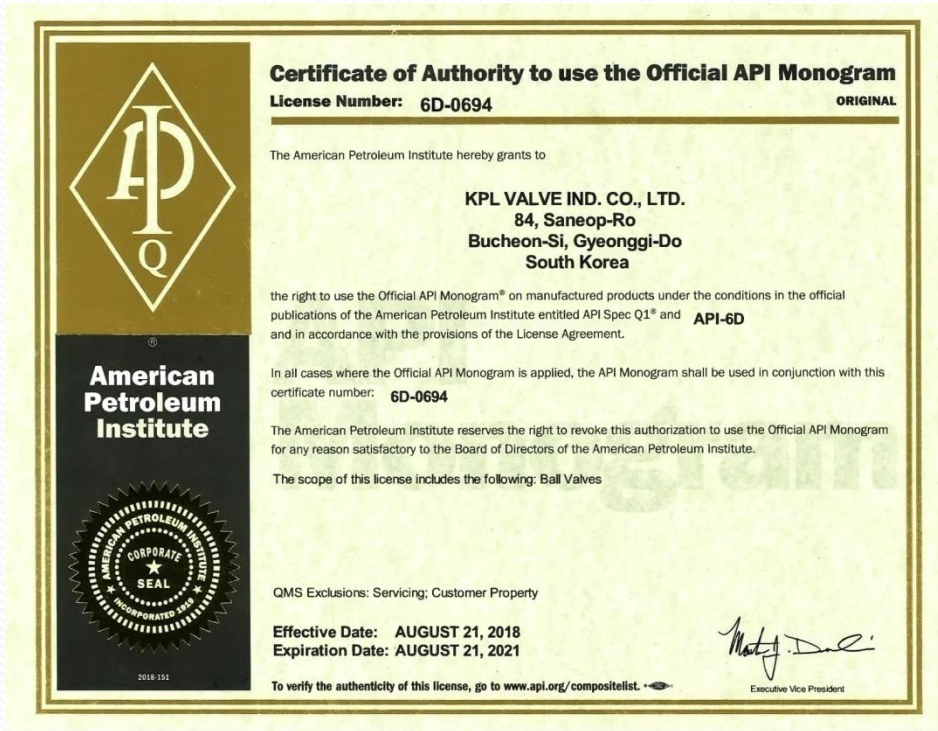 Certificate of Authority to use the Official API Monogram
License Number: 6D-0694
ORIGINAL
The American Petroleum Institute hereby grants to
KPL VALVE IND. CO., LTD.
84, Saneop-Ro
Bucheon-Si, Gyeonggi-Do
South Korea
the right to use the Official API Monogram® on manufactured products under the conditions in the official
publications of the American Petroleum Institute entitled API Spec Q1® and API-6D
and in accordance with the provisions of the License Agreement.
In all cases where the Official API Monogram is applied, the API Monogram shall be used in conjunction with this
certificate number: 6D-0694
The American Petroleum Institute reserves the right to revoke this authorization to use the Official API Monogram
for any reason satisfactory to the Board of Directors of the American Petroleum Institute.
The scope of this license includes the following: Ball Valves
QMS Exclusions: Servicing; Customer Property
Effective Date: AUGUST 21, 2018
Expiration Date: AUGUST 21, 2021
To verify the authenticity of this license, go to www.api.org/compositelist.
Executive Vice President
API
Q
®
American
Petroleum
Institute
AMERICAN PETROLEUM INSTITUTE
CORPORATE
SEAL
INCORPORATED 1919
2018-151
API
Monogram